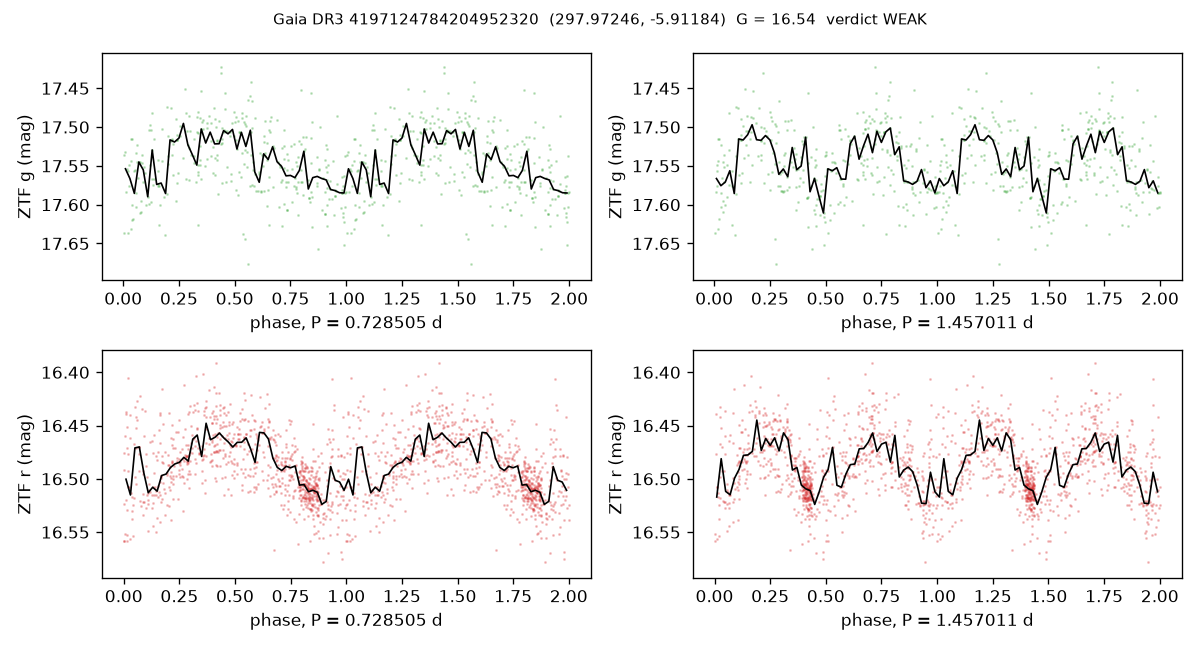 Gaia DR3 4197124784204952320 (297.97246, -5.91184) G = 16.54 verdict WEAK
ZTF g (mag)
17.45
17.50
17.55
17.60
17.65
0.00 0.25 0.50 0.75 1.00 1.25 1.50 1.75 2.00
phase, P = 0.728505 d
ZTF g (mag)
17.45
17.50
17.55
17.60
17.65
0.00 0.25 0.50 0.75 1.00 1.25 1.50 1.75 2.00
phase, P = 1.457011 d
ZTF r (mag)
16.40
16.45
16.50
16.55
0.00 0.25 0.50 0.75 1.00 1.25 1.50 1.75 2.00
phase, P = 0.728505 d
ZTF r (mag)
16.40
16.45
16.50
16.55
0.00 0.25 0.50 0.75 1.00 1.25 1.50 1.75 2.00
phase, P = 1.457011 d